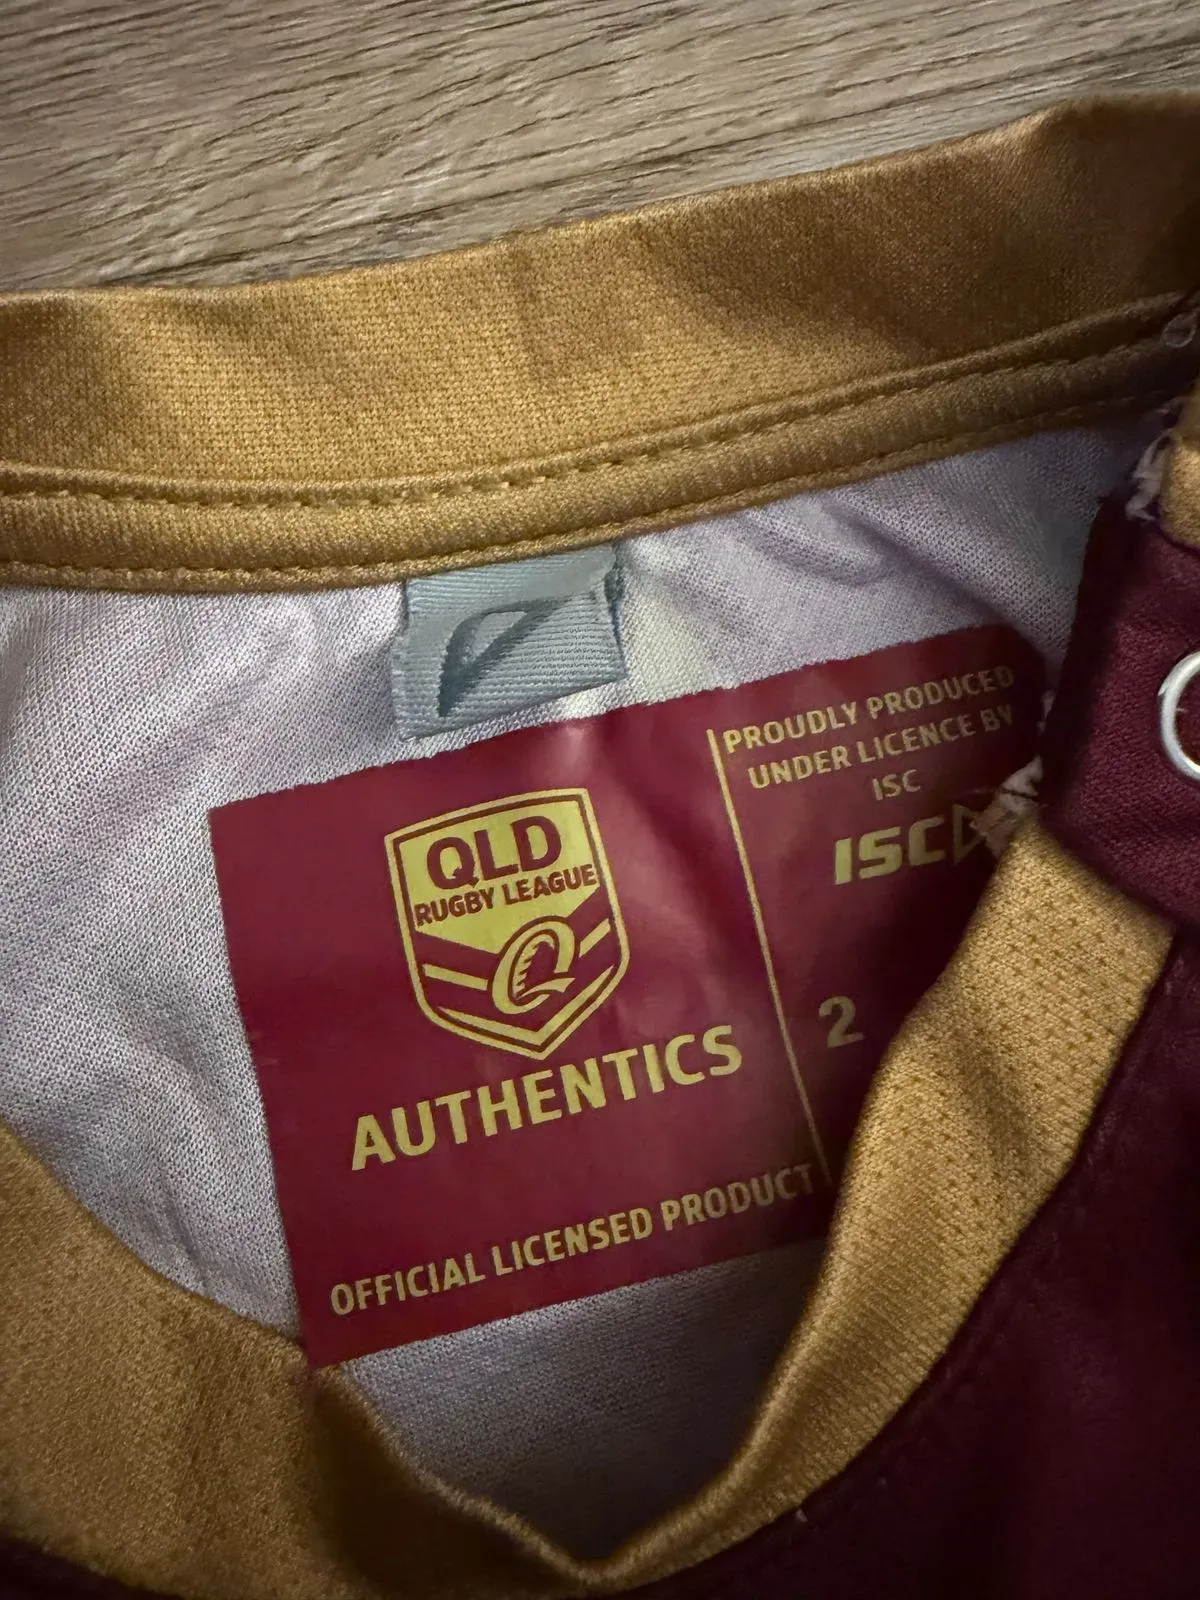 QLD
RUGBY LEAGUE
AUTHENTICS
OFFICIAL LICENSED PRODUCT
PROUDLY PRODUCED
UNDER LICENCE BY
ISC
ISC
2